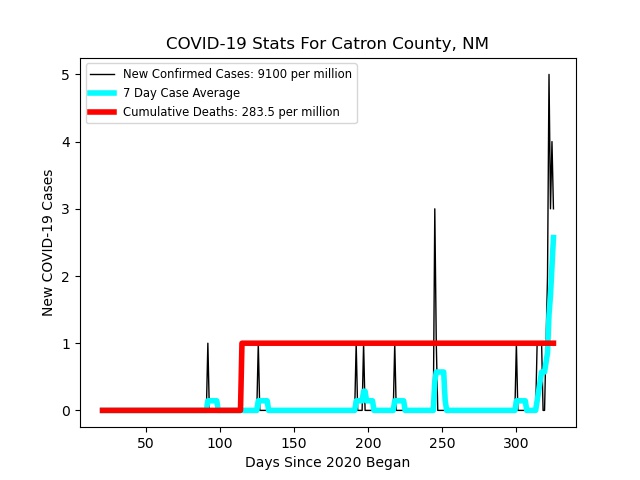 COVID-19 Stats For Catron County, NM
New Confirmed Cases: 9100 per million
7 Day Case Average
Cumulative Deaths: 283.5 per million
New COVID-19 Cases
5
4
3
2
1
0
50 100 150 200 250 300
Days Since 2020 Began